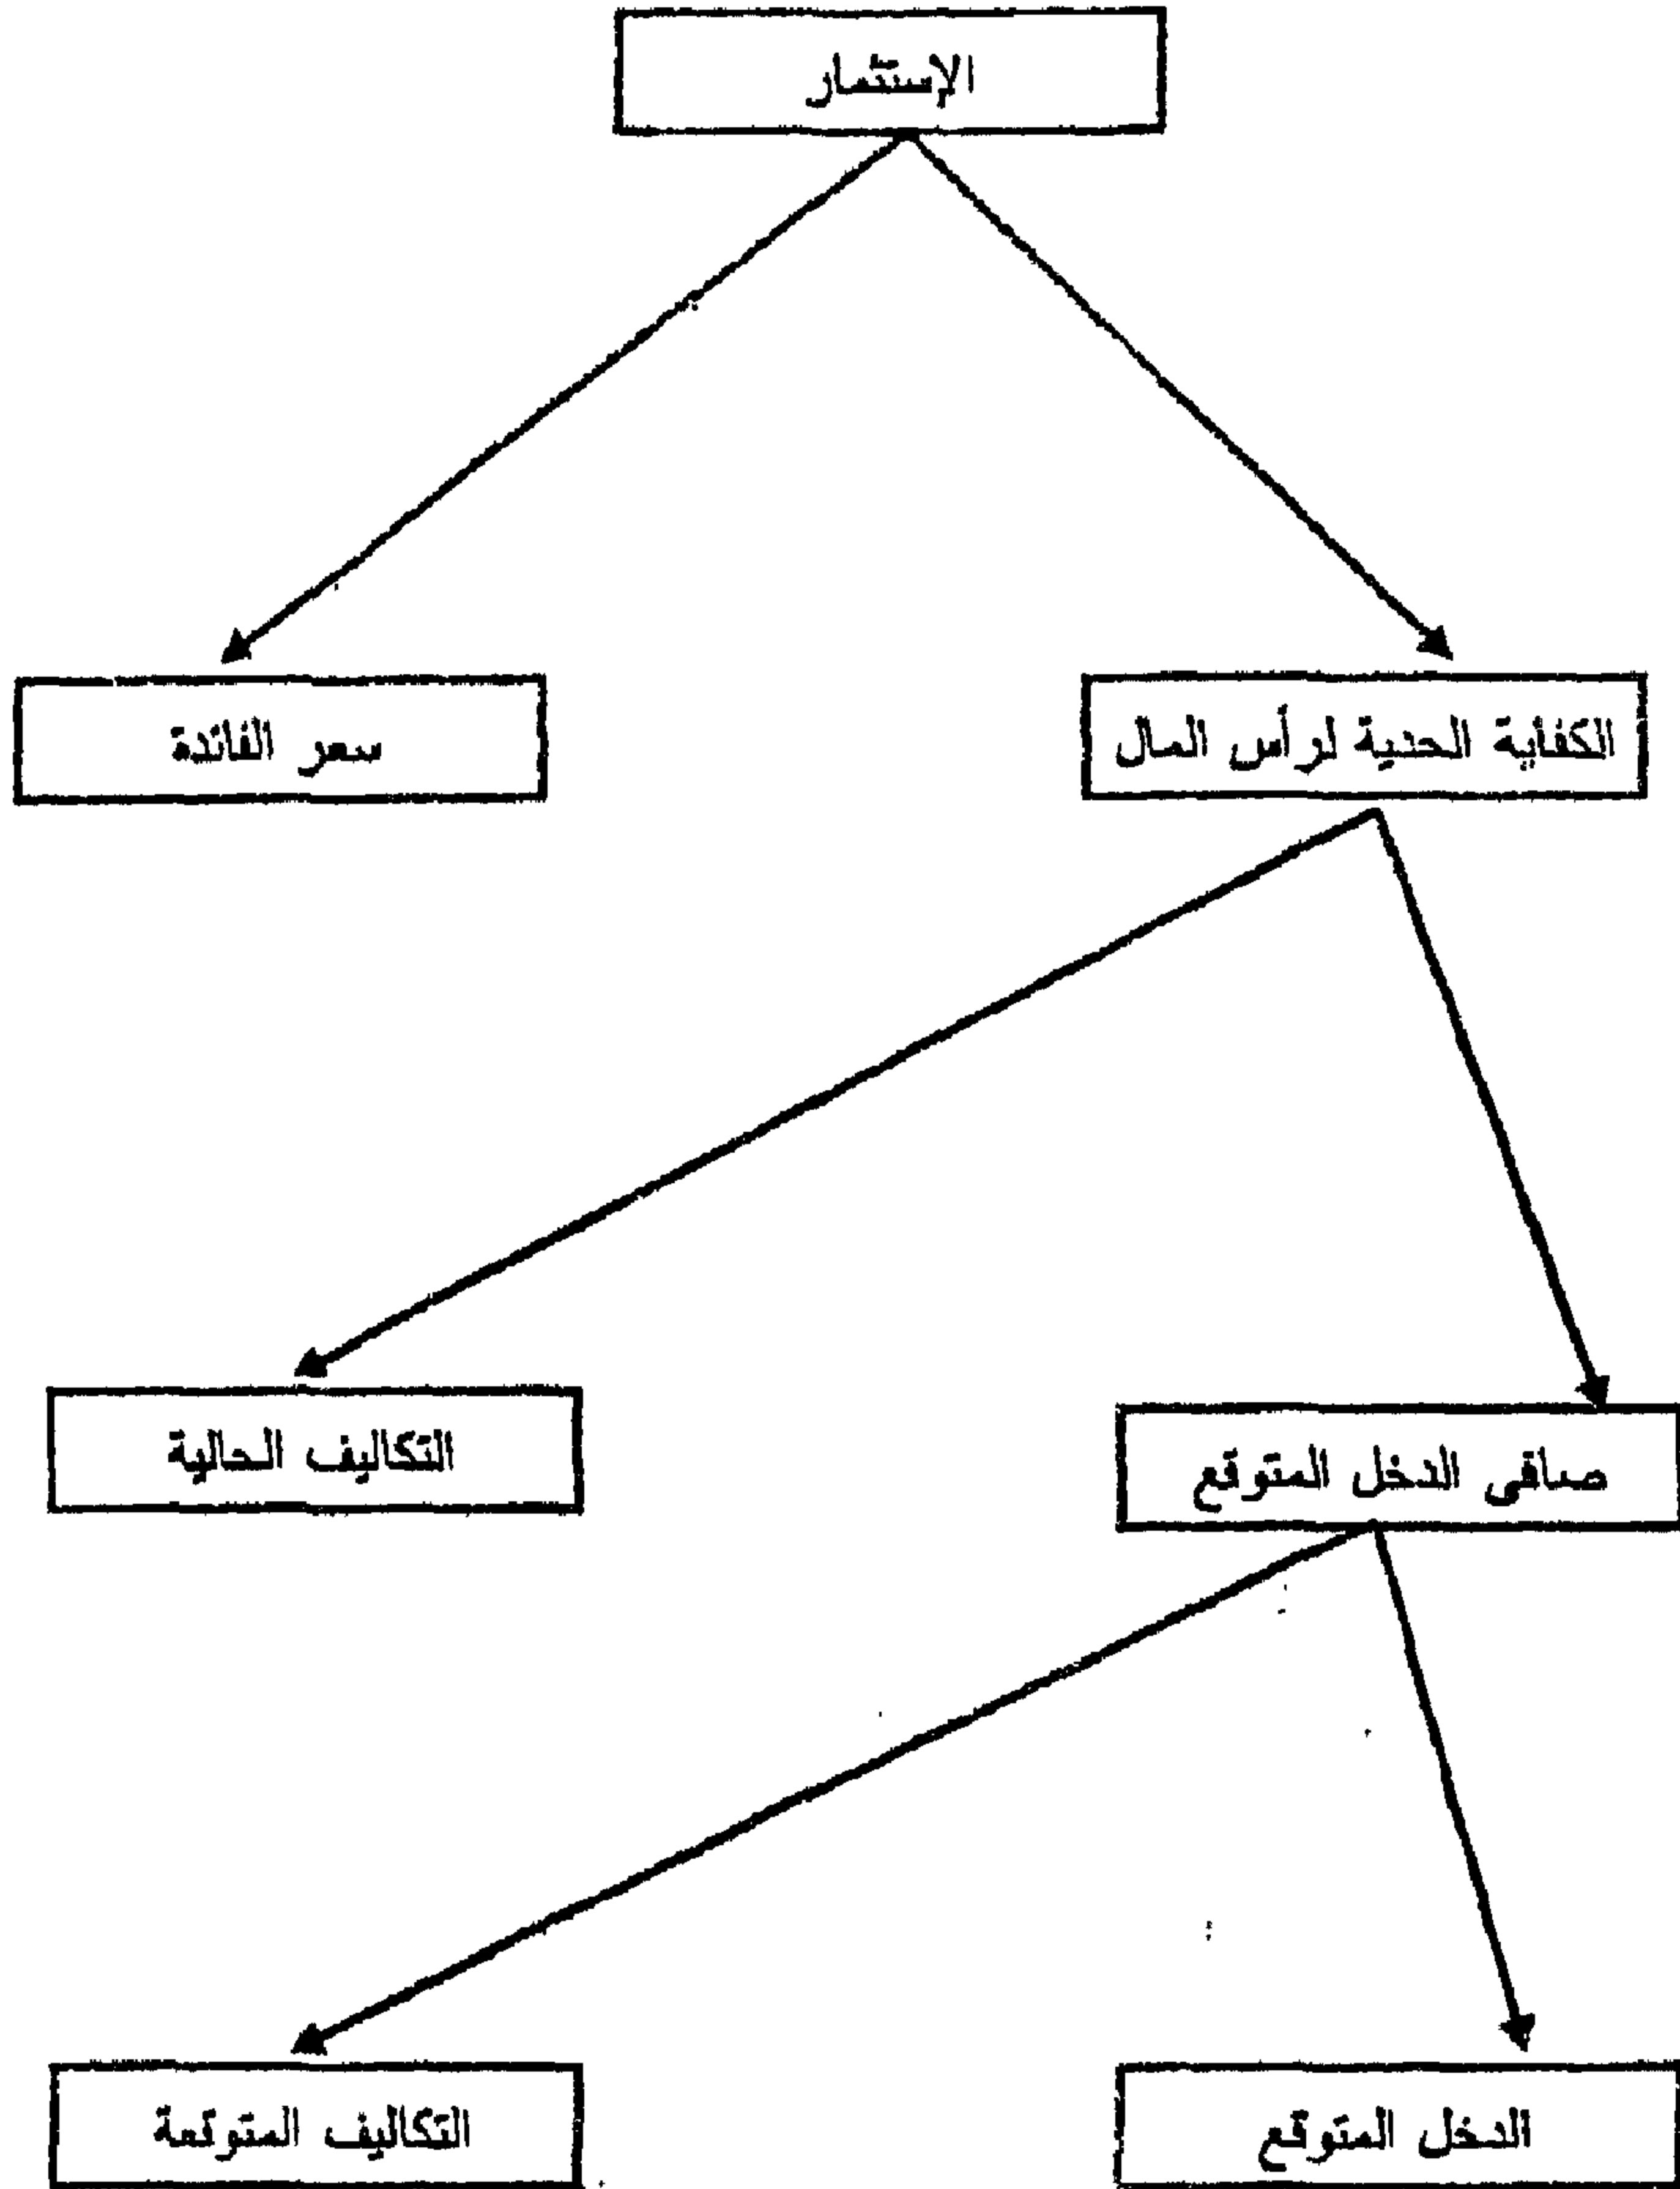 الإستثمار
الكفاية الحدية لرأس المال
سعر الفائدة
صافى الدخل المتوقع
التكاليف الحالية
الدخل المتوقع
التكاليف المتوقعة